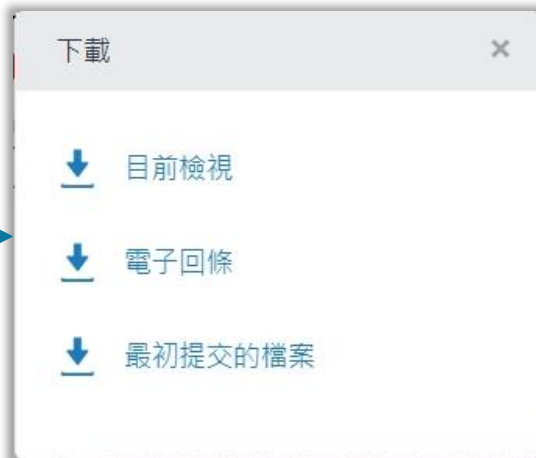 下載
目前檢視
電子回條
最初提交的檔案